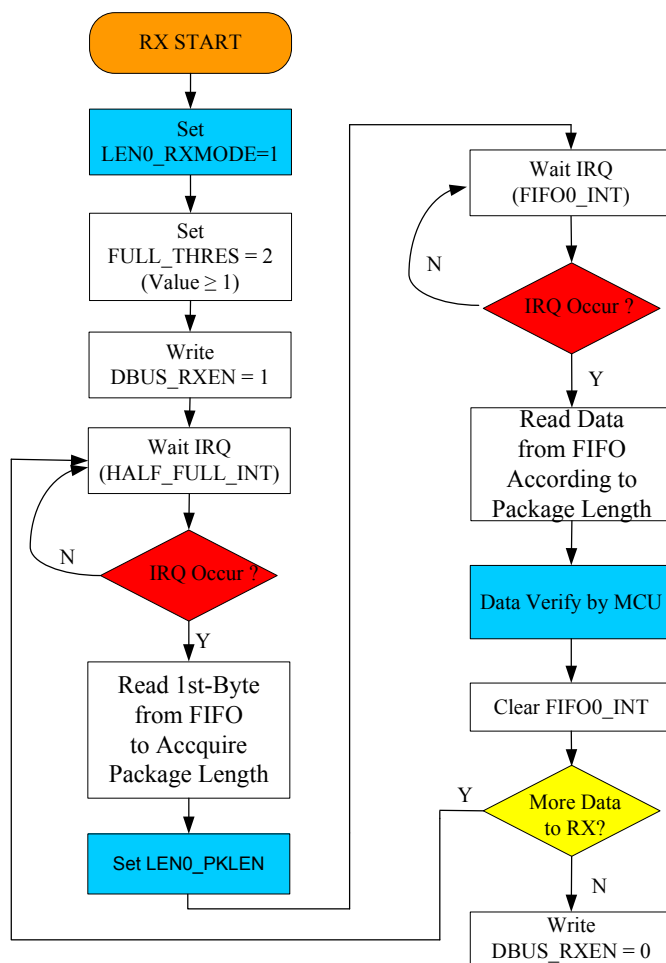 RX START
Set
LEN0_RXMODE=1
Set
FULL_THRES = 2
(Value ≥ 1)
Write
DBUS_RXEN = 1
Wait IRQ
(HALF_FULL_INT)
N
IRQ Occur ?
Y
Read 1st-Byte
from FIFO
to Accquire
Package Length
Set LEN0_PKLEN
Wait IRQ
(FIFO0_INT)
N
IRQ Occur ?
Y
Read Data
from FIFO
According to
Package Length
Data Verify by MCU
Clear FIFO0_INT
Y
More Data
to RX?
N
Write
DBUS_RXEN = 0